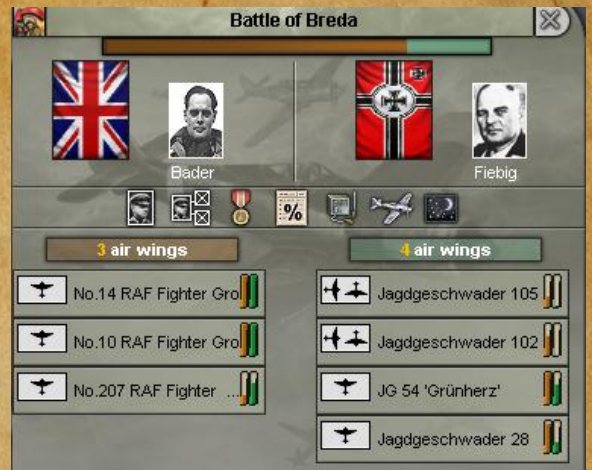 Battle of Breda
Bader
Fiebig
%
3 air wings
4 air wings
No.14 RAF Fighter Gro
No.10 RAF Fighter Gro
No.207 RAF Fighter ...
Jagdgeschwader 105
Jagdgeschwader 102
JG 54 'Grünherz'
Jagdgeschwader 28